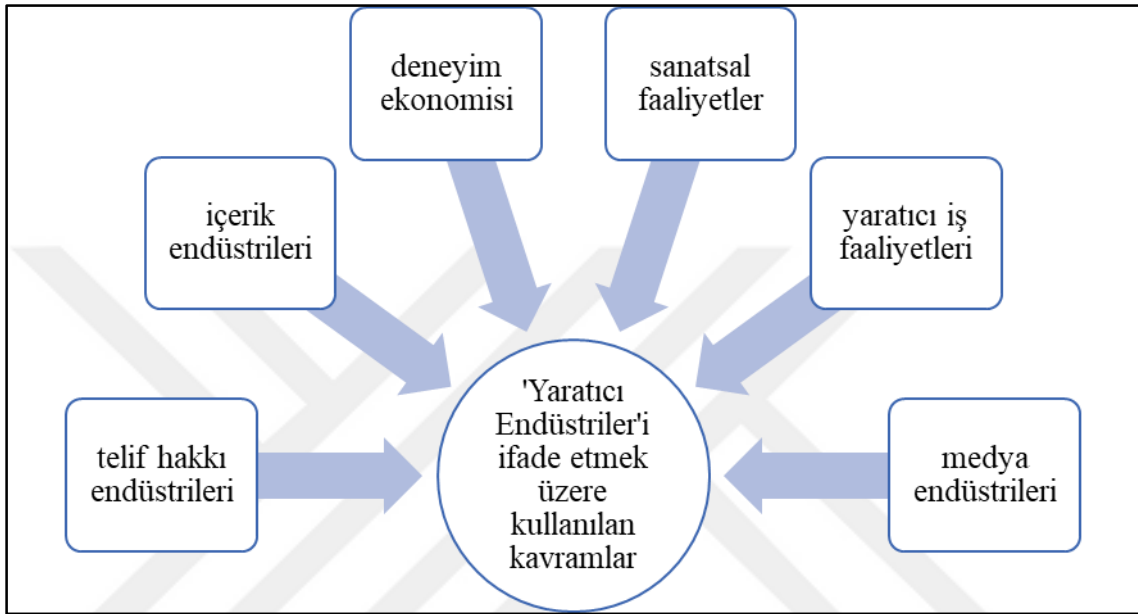 deneyim
ekonomisi
sanatsal
faaliyetler
içerik
endüstrileri
yaratıcı iş
faaliyetleri
telif hakkı
endüstrileri
'Yaratıcı
Endüstriler'i
ifade etmek
üzere
kullanılan
kavramlar
medya
endüstrileri